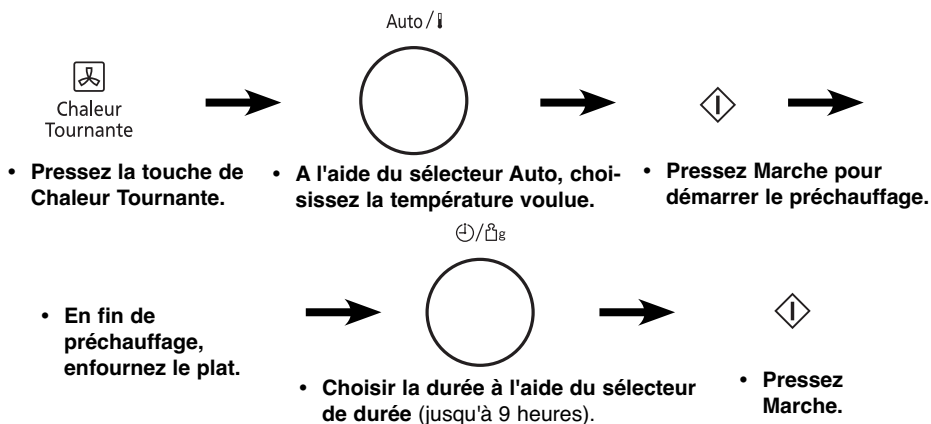 Auto/
Chaleur
Tournante
• Pressez la touche de
Chaleur Tournante.
• A l'aide du sélecteur Auto, choi-
sissez la température voulue.
• Pressez Marche pour
démarrer le préchauffage.
/g
• En fin de
préchauffage,
enfournez le plat.
• Choisir la durée à l'aide du sélecteur
de durée (jusqu'à 9 heures).
• Pressez
Marche.